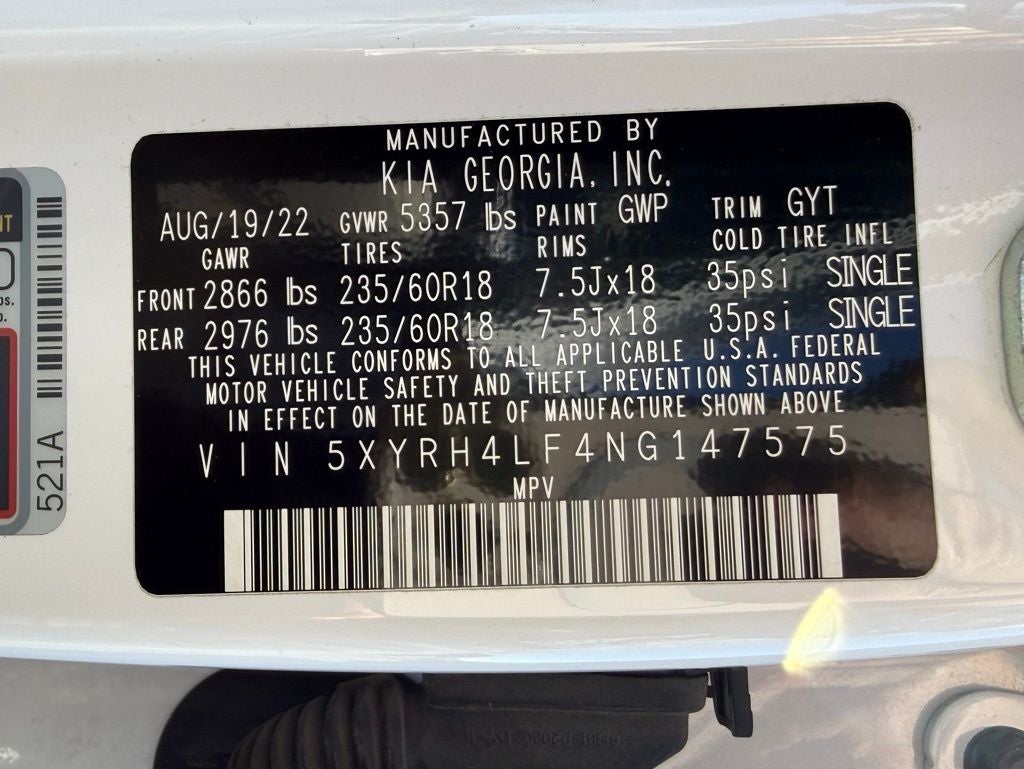 MANUFACTURED BY
KIA GEORGIA, INC.
AUG/19/22 GVWR 5357 lbs PAINT GWP TRIM GYT
GAWR TIRES RIMS COLD TIRE INFL
FRONT 2866 lbs 235/60R18 7.5Jx18 35psi SINGLE
REAR 2976 lbs 235/60R18 7.5Jx18 35psi SINGLE
THIS VEHICLE CONFORMS TO ALL APPLICABLE U.S.A. FEDERAL
MOTOR VEHICLE SAFETY AND THEFT PREVENTION STANDARDS
IN EFFECT ON THE DATE OF MANUFACTURE SHOWN ABOVE
VIN 5XYRH4LF4NG147575
MPV
521A